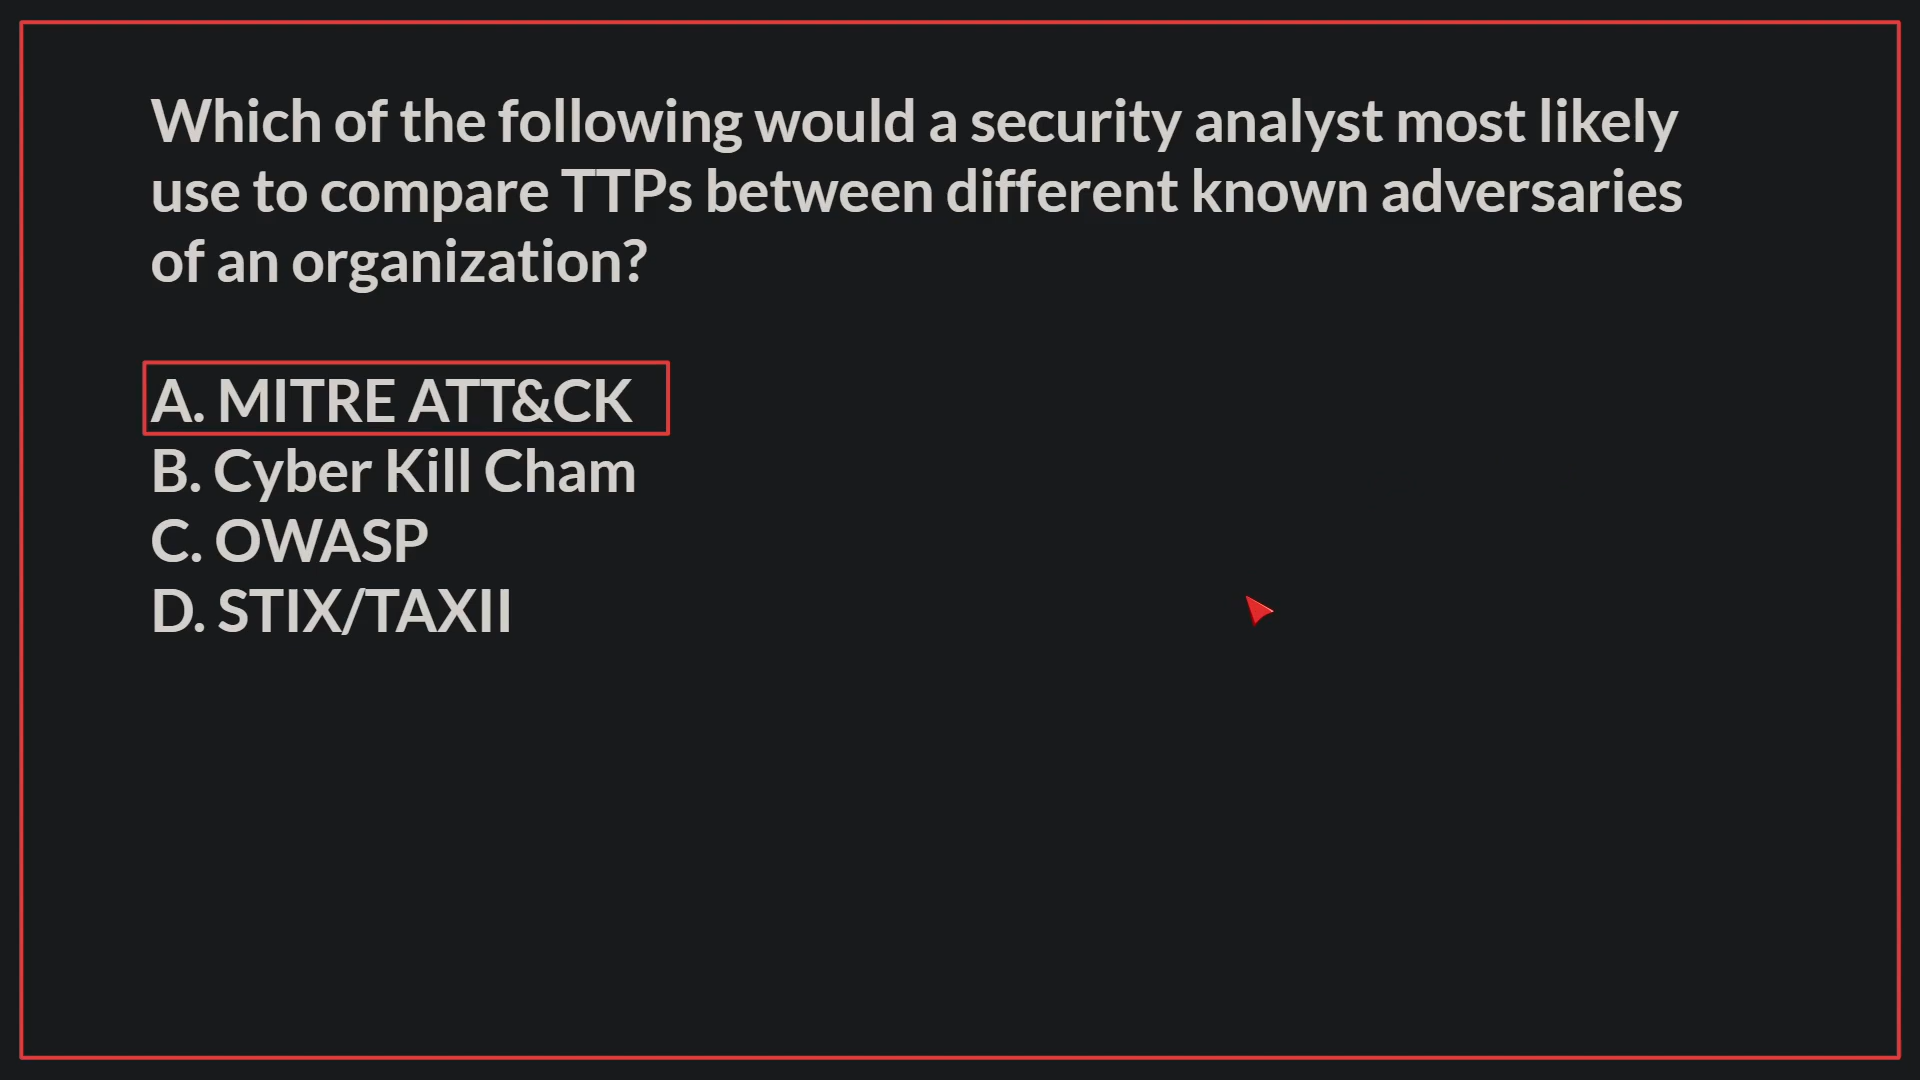 Which of the following would a security analyst most likely
use to compare TTPs between different known adversaries
of an organization?
A. MITRE ATT&CK
B. Cyber Kill Cham
C. OWASP
D. STIX/TAXII